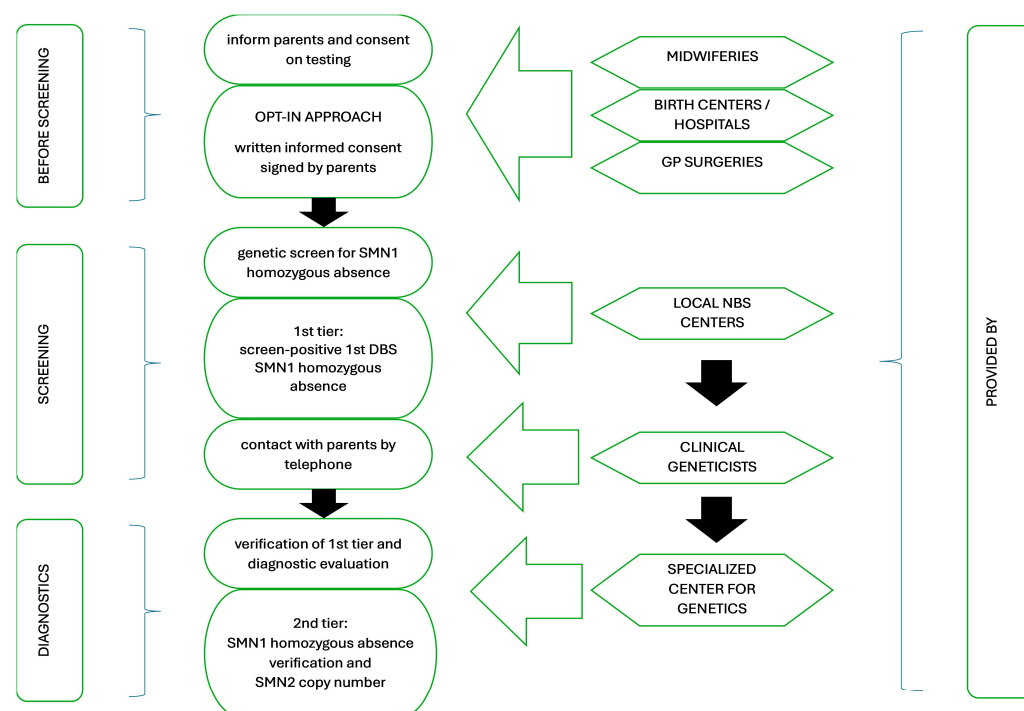 BEFORE SCREENING
inform parents and consent
on testing
OPT-IN APPROACH
written informed consent
signed by parents
MIDWIFERIES
BIRTH CENTERS /
HOSPITALS
GP SURGERIES
SCREENING
genetic screen for SMN1
homozygous absence
1st tier:
screen-positive 1st DBS
SMN1 homozygous
absence
contact with parents by
telephone
LOCAL NBS
CENTERS
CLINICAL
GENETICISTS
DIAGNOSTICS
verification of 1st tier and
diagnostic evaluation
2nd tier:
SMN1 homozygous absence
verification and
SMN2 copy number
SPECIALIZED
CENTER FOR
GENETICS
PROVIDED BY